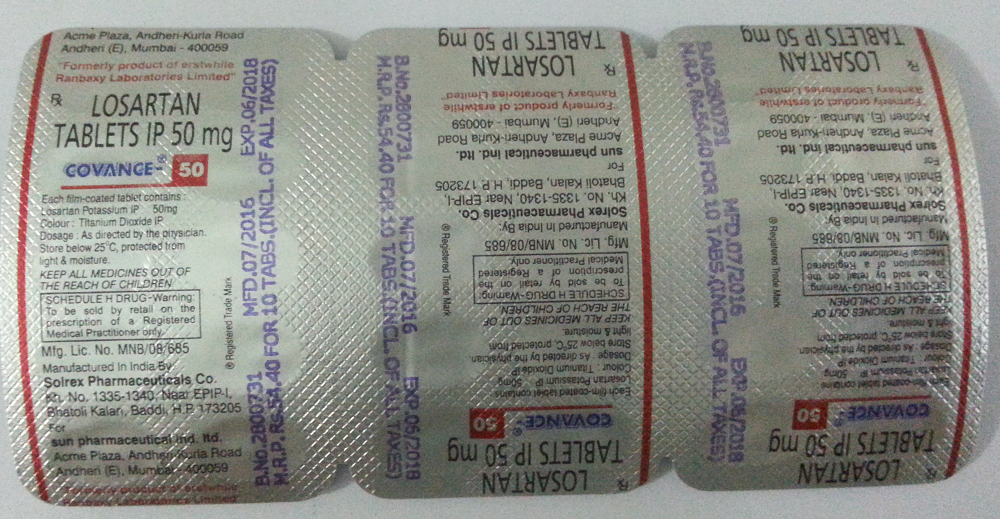 Acme Plaza, Andheri-Kurla Road
Andheri (E), Mumbai - 400059
"Formerly product of erstwhile
Ranbaxy Laboratories Limited"
℞ LOSARTAN
TABLETS IP 50 mg
COVANCE-® 50
Each film-coated tablet contains :
Losartan Potassium IP 50mg
Colour : Titanium Dioxide IP
Dosage : As directed by the physician.
Store below 25°C, protected from
light & moisture.
KEEP ALL MEDICINES OUT OF
THE REACH OF CHILDREN
SCHEDULE H DRUG-Warning:
To be sold by retail on the
prescription of a Registered
Medical Practitioner only.
Mfg. Lic. No. MNB/08/685
Manufactured In India By
Solrex Pharmaceuticals Co.
Kh. No. 1335-1340, Near EPIP-I,
Bhatoli Kalan, Baddi, H.P. 173205
For
sun pharmaceutical ind. ltd.
Acme Plaza, Andheri-Kurla Road
Andheri (E), Mumbai - 400059
"Formerly product of erstwhile
Ranbaxy Laboratories Limited"
® Registered Trade Mark
B.No.2800731 MFD.07/2016 EXP.06/2018
M.R.P.Rs.54.40 FOR 10 TABS.(INCL.OF ALL TAXES)
℞ LOSARTAN
TABLETS IP 50 mg
COVANCE-® 50
Each film-coated tablet contains
Losartan Potassium IP 50mg
Colour : Titanium Dioxide IP
Dosage : As directed by the physician
Store below 25°C, protected from
light & moisture.
KEEP ALL MEDICINES OUT OF
THE REACH OF CHILDREN
SCHEDULE H DRUG-Warning:
To be sold by retail on the
prescription of a Registered
Medical Practitioner only.
Mfg. Lic. No. MNB/08/685
Manufactured In India By:
Solrex Pharmaceuticals Co.
Kh. No. 1335-1340, Near EPIP-I,
Bhatoli Kalan, Baddi, H.P. 173205
For
sun pharmaceutical ind. ltd.
Acme Plaza, Andheri-Kurla Road
Andheri (E), Mumbai - 400059
"Formerly product of erstwhile
Ranbaxy Laboratories Limited"
℞ LOSARTAN
TABLETS IP 50 mg
® Registered Trade Mark
B.No.2800731 MFD.07/2016 EXP.06/2018
M.R.P.Rs.54.40 FOR 10 TABS.(INCL.OF ALL TAXES)
℞ LOSARTAN
TABLETS IP 50 mg
COVANCE-® 50
Each film-coated tablet contains
Losartan Potassium IP 50mg
Colour : Titanium Dioxide IP
Dosage : As directed by the physician
Store below 25°C, protected from
light & moisture.
KEEP ALL MEDICINES OUT OF
THE REACH OF CHILDREN
SCHEDULE H DRUG-Warning:
To be sold by retail on the
prescription of a Registered
Medical Practitioner only.
Mfg. Lic. No. MNB/08/685
Manufactured In India By:
Solrex Pharmaceuticals Co.
Kh. No. 1335-1340, Near EPIP-I,
Bhatoli Kalan, Baddi, H.P. 173205
For
sun pharmaceutical ind. ltd.
Acme Plaza, Andheri-Kurla Road
Andheri (E), Mumbai - 400059
"Formerly product of erstwhile
Ranbaxy Laboratories Limited"
℞ LOSARTAN
TABLETS IP 50 mg
® Registered Trade Mark
B.No.2800731 MFD.07/2016 EXP.06/2018
M.R.P.Rs.54.40 FOR 10 TABS.(INCL.OF ALL TAXES)